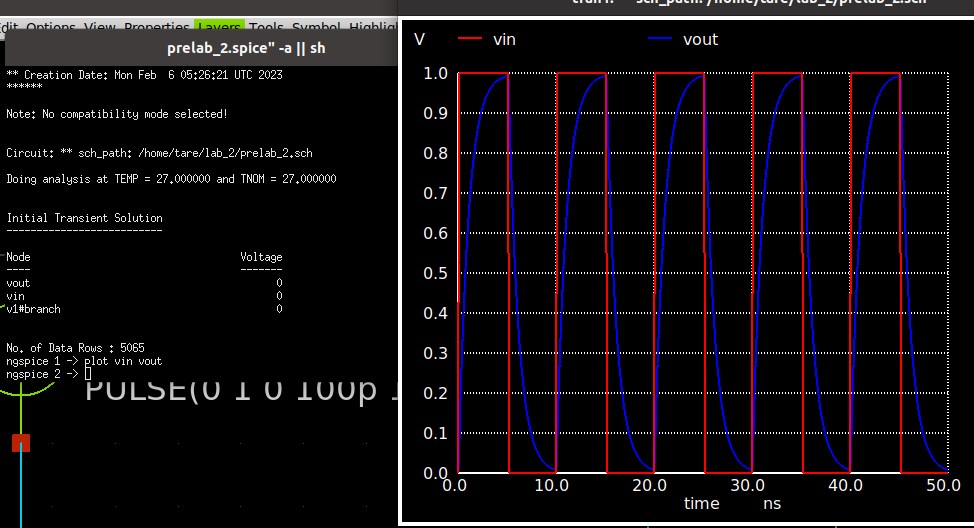 Options View Properties Layers Tools Symbol Highlight
prelab_2.spice" -a || sh
** Creation Date: Mon Feb  6 05:26:21 UTC 2023
******
Note: No compatibility mode selected!
Circuit: ** sch_path: /home/tare/lab_2/prelab_2.sch
Doing analysis at TEMP = 27.000000 and TNOM = 27.000000
Initial Transient Solution
--------------------------
Node Voltage
---- -------
vout 0
vin 0
v1#branch 0
No. of Data Rows : 5065
ngspice 1 -> plot vin vout
ngspice 2 ->
PULSE(0 1 0 100p 1
tran1: ** sch_path: /home/tare/lab_2/prelab_2.sch
V vin vout
1.0
0.9
0.8
0.7
0.6
0.5
0.4
0.3
0.2
0.1
0.0
0.0 10.0 20.0 30.0 40.0 50.0
time ns